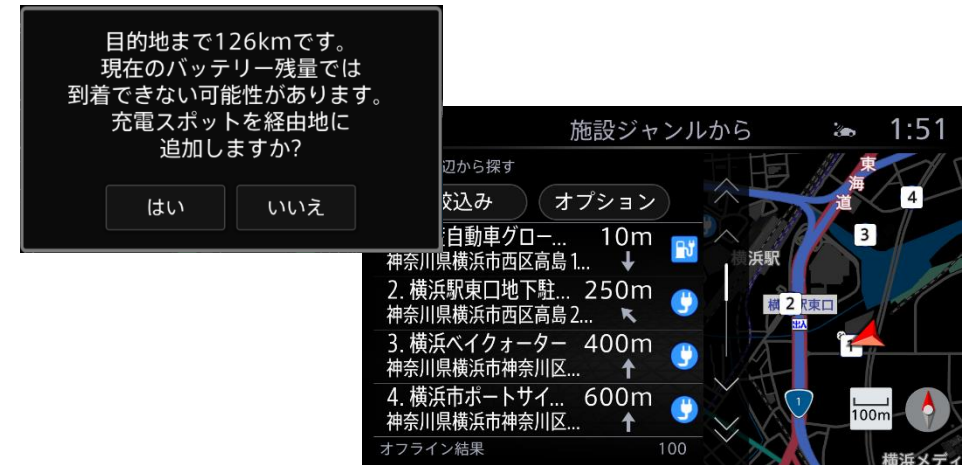 目的地まで126kmです。
現在のバッテリー残量では
到着できない可能性があります。
充電スポットを経由地に
追加しますか?
はい
いいえ
施設ジャンルから
1:51
辺から探す
込み
オプション
自動車グロー... 10m
神奈川県横浜市西区高島1...
2. 横浜駅東口地下駐... 250m
神奈川県横浜市西区高島2...
3. 横浜ベイクォーター 400m
神奈川県横浜市神奈川区...
4. 横浜市ポートサイ... 600m
神奈川県横浜市神奈川区...
オフライン結果 100
東海道
4
3
横浜駅
横
2
駅東口
出入
1
1
100m
横浜メディ